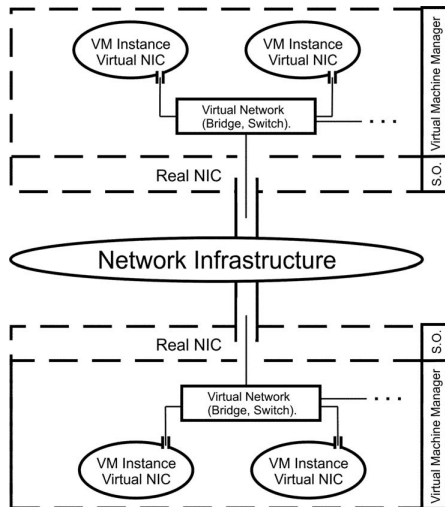 VM Instance
Virtual NIC
VM Instance
Virtual NIC
Virtual Machine Manager
Virtual Network
(Bridge, Switch).
Real NIC
S.O.
Network Infrastructure
Real NIC
S.O.
Virtual Network
(Bridge, Switch).
Virtual Machine Manager
VM Instance
Virtual NIC
VM Instance
Virtual NIC